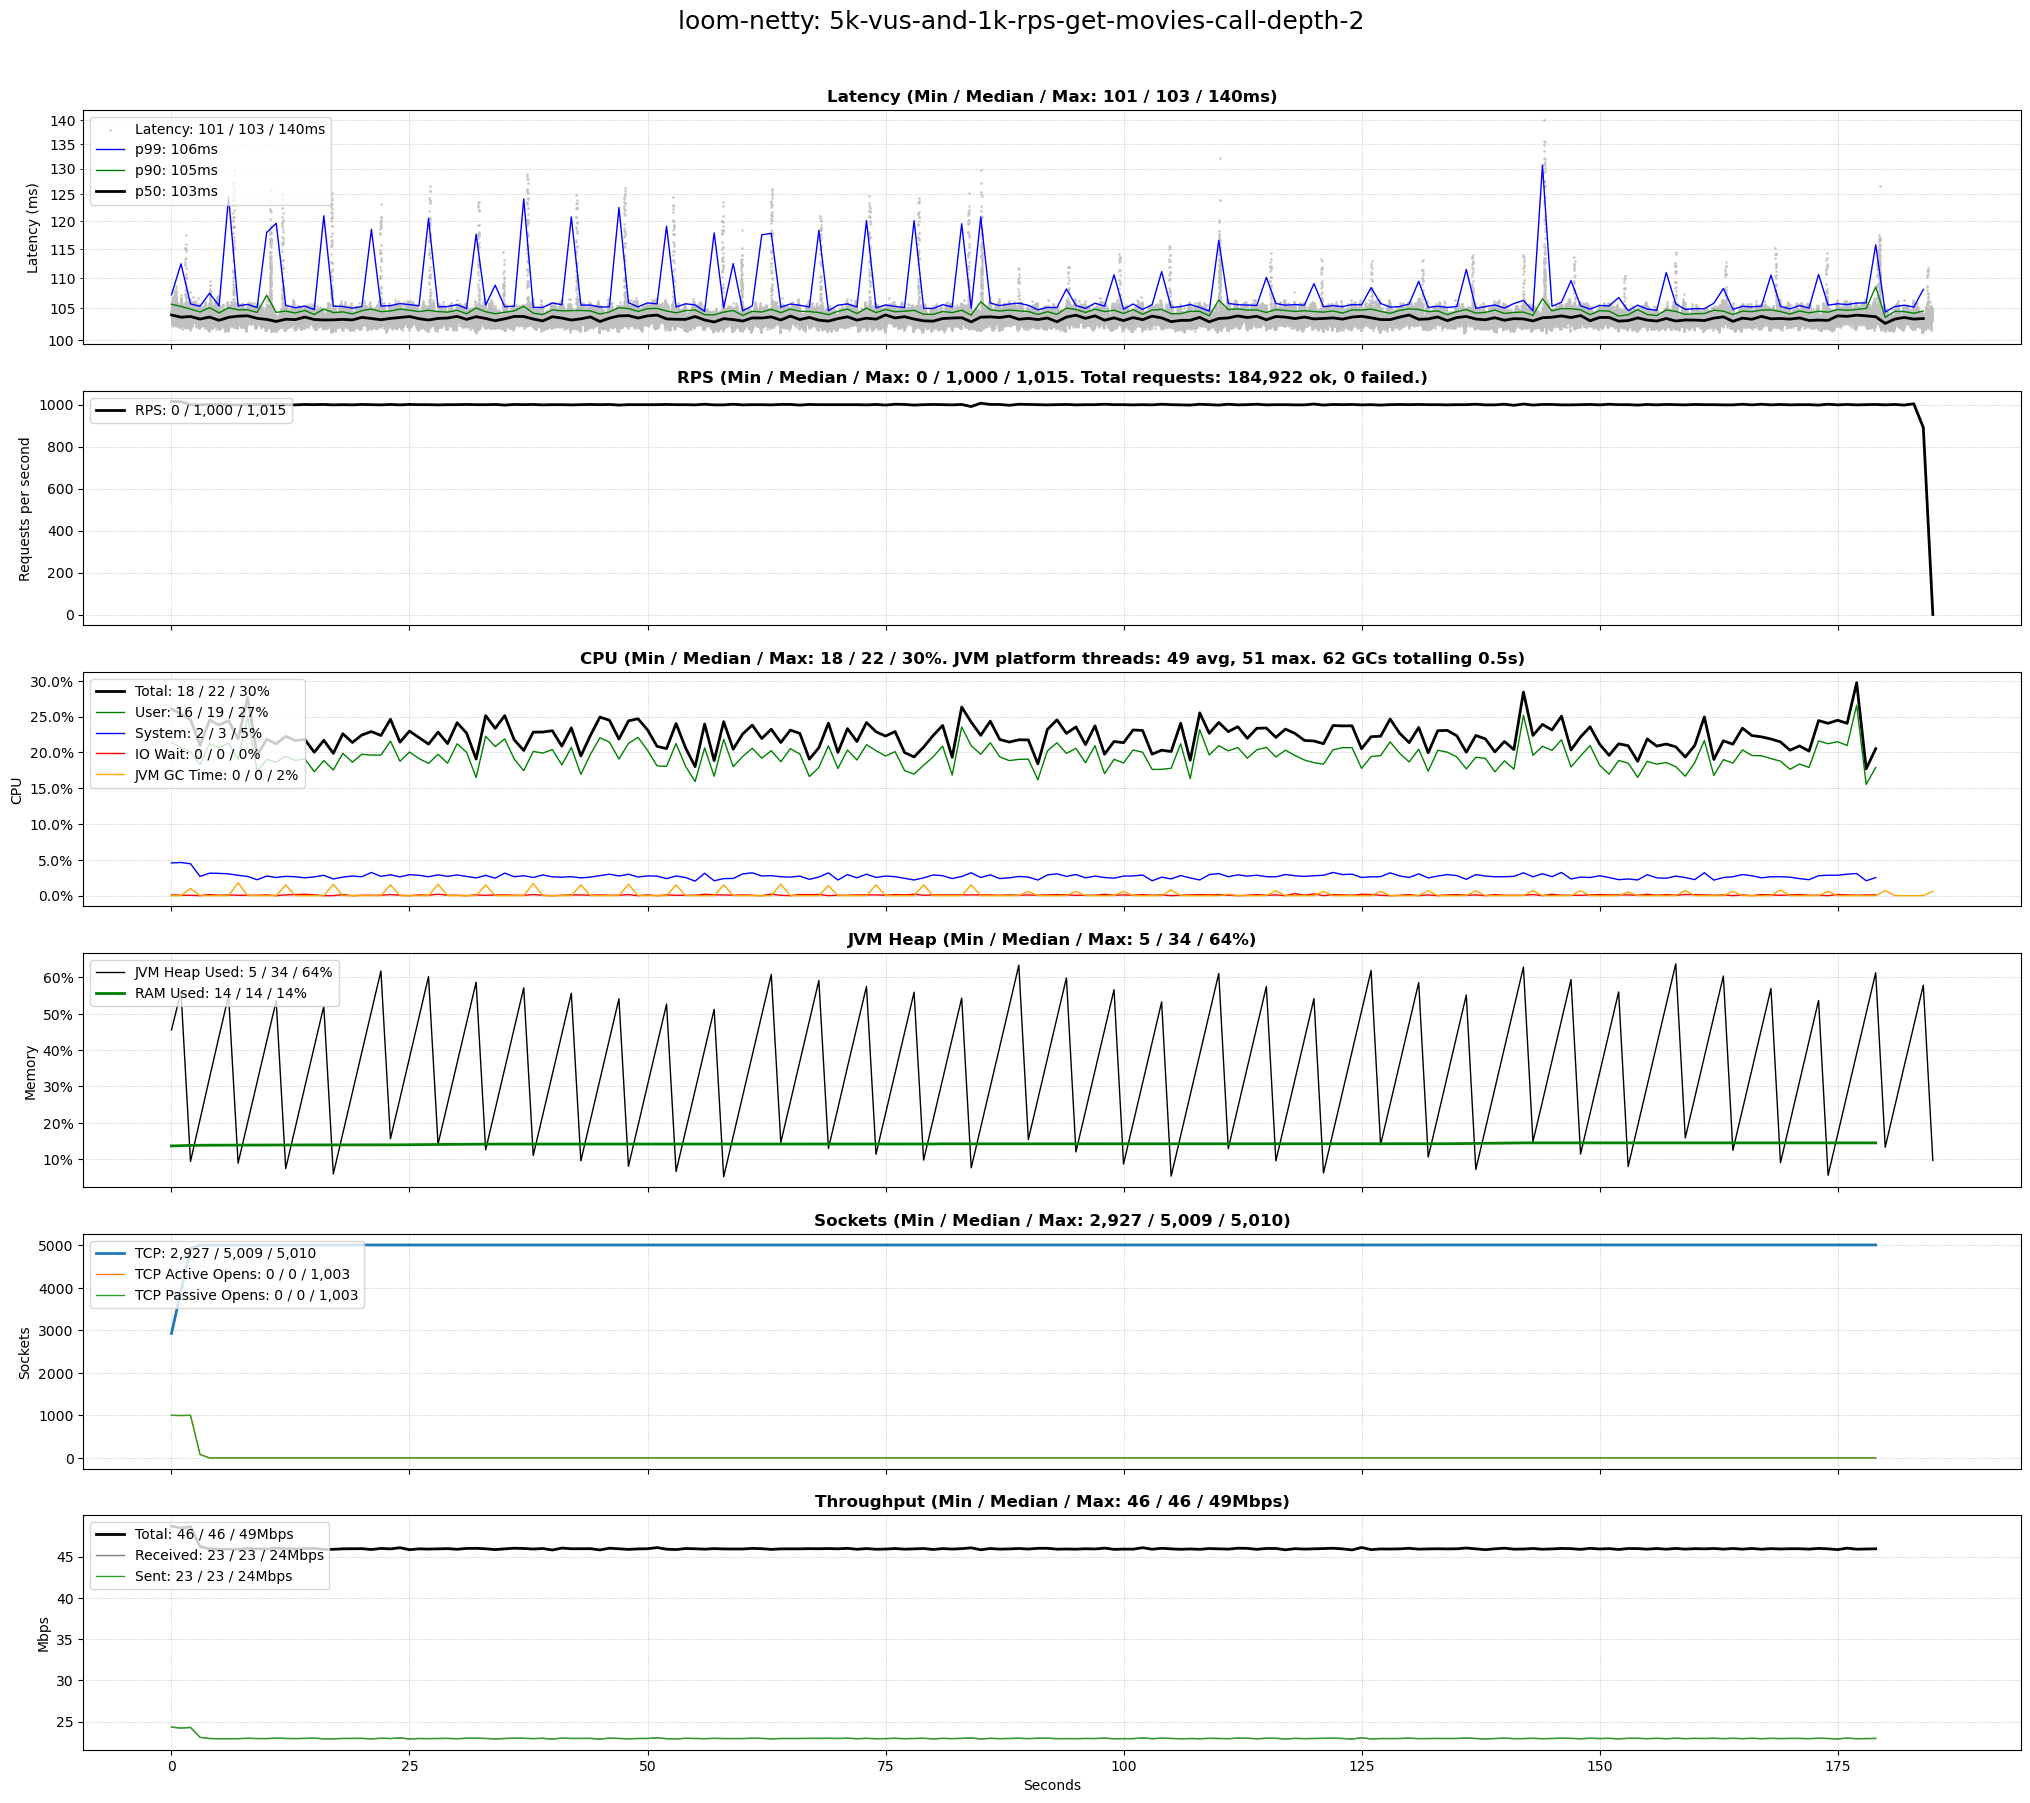 loom-netty: 5k-vus-and-1k-rps-get-movies-call-depth-2
Latency (Min / Median / Max: 101 / 103 / 140ms)
140
135
130
125
120
115
110
105
100
Latency (ms)
Latency: 101 / 103 / 140ms
p99: 106ms
p90: 105ms
p50: 103ms
RPS (Min / Median / Max: 0 / 1,000 / 1,015. Total requests: 184,922 ok, 0 failed.)
1000
800
600
400
200
0
Requests per second
RPS: 0 / 1,000 / 1,015
CPU (Min / Median / Max: 18 / 22 / 30%. JVM platform threads: 49 avg, 51 max. 62 GCs totalling 0.5s)
30.0%
25.0%
20.0%
15.0%
10.0%
5.0%
0.0%
CPU
Total: 18 / 22 / 30%
User: 16 / 19 / 27%
System: 2 / 3 / 5%
IO Wait: 0 / 0 / 0%
JVM GC Time: 0 / 0 / 2%
JVM Heap (Min / Median / Max: 5 / 34 / 64%)
60%
50%
40%
30%
20%
10%
Memory
JVM Heap Used: 5 / 34 / 64%
RAM Used: 14 / 14 / 14%
Sockets (Min / Median / Max: 2,927 / 5,009 / 5,010)
5000
4000
3000
2000
1000
0
Sockets
TCP: 2,927 / 5,009 / 5,010
TCP Active Opens: 0 / 0 / 1,003
TCP Passive Opens: 0 / 0 / 1,003
Throughput (Min / Median / Max: 46 / 46 / 49Mbps)
45
40
35
30
25
Mbps
Total: 46 / 46 / 49Mbps
Received: 23 / 23 / 24Mbps
Sent: 23 / 23 / 24Mbps
0 25 50 75 100 125 150 175
Seconds